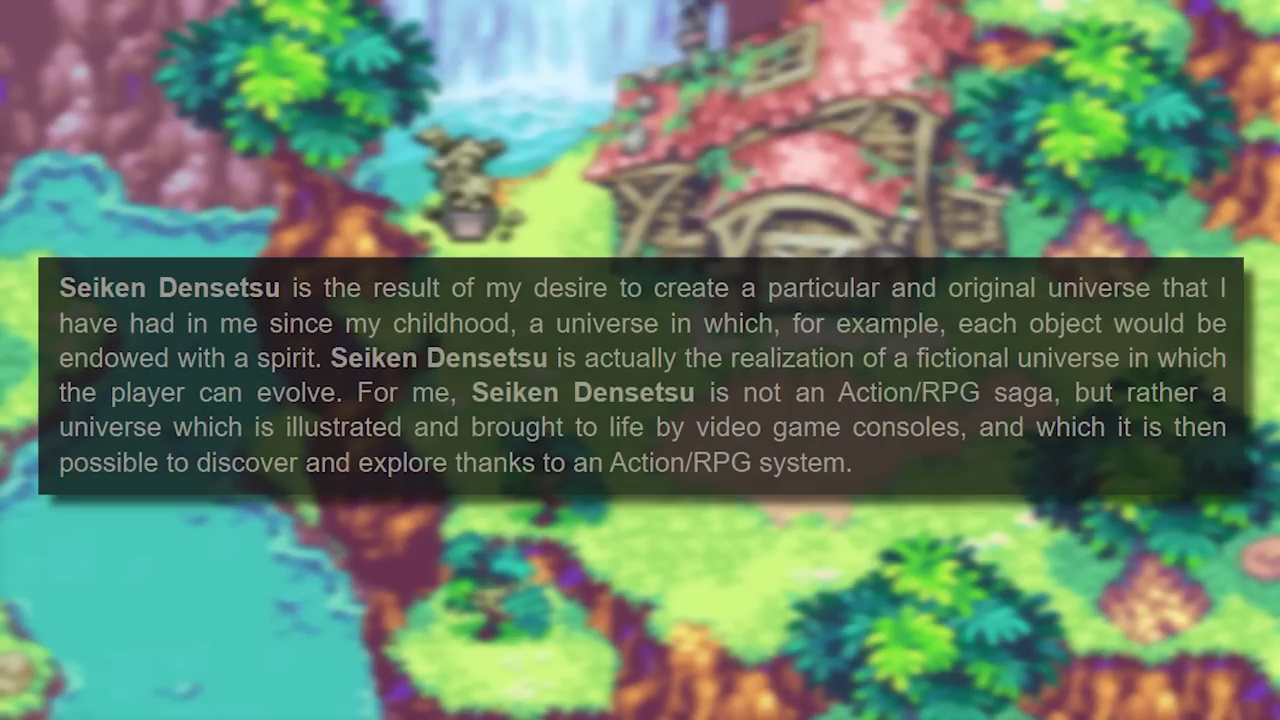 Seiken Densetsu is the result of my desire to create a particular and original universe that I
have had in me since my childhood, a universe in which, for example, each object would be
endowed with a spirit. Seiken Densetsu is actually the realization of a fictional universe in which
the player can evolve. For me, Seiken Densetsu is not an Action/RPG saga, but rather a
universe which is illustrated and brought to life by video game consoles, and which it is then
possible to discover and explore thanks to an Action/RPG system.